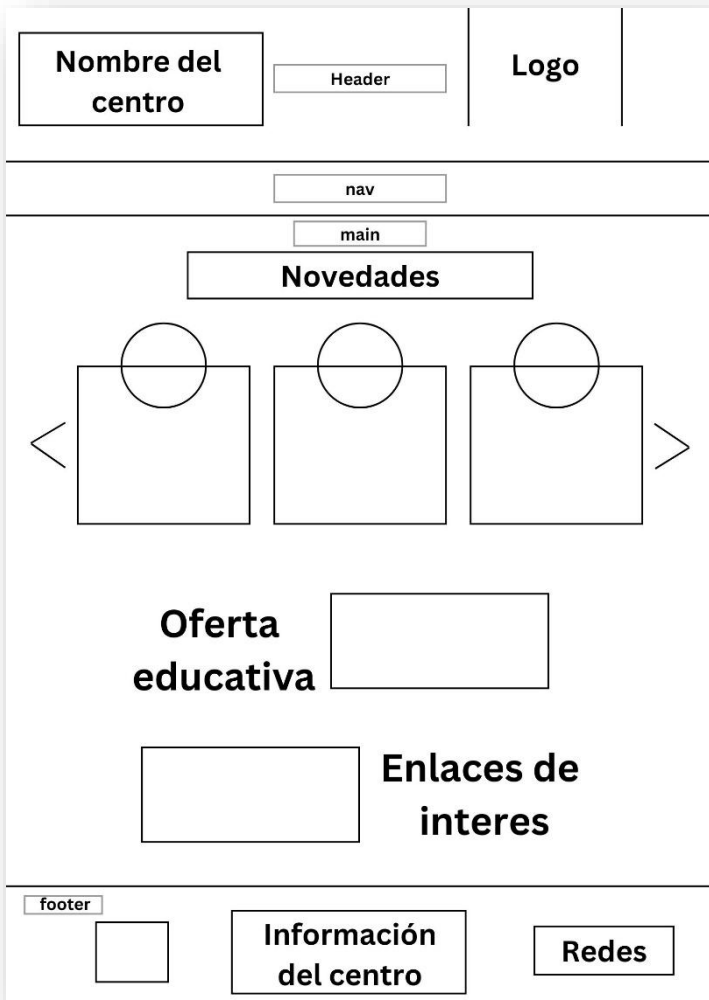 Nombre del
centro
Header
Logo
nav
main
Novedades
Oferta
educativa
Enlaces de
interes
footer
Información
del centro
Redes